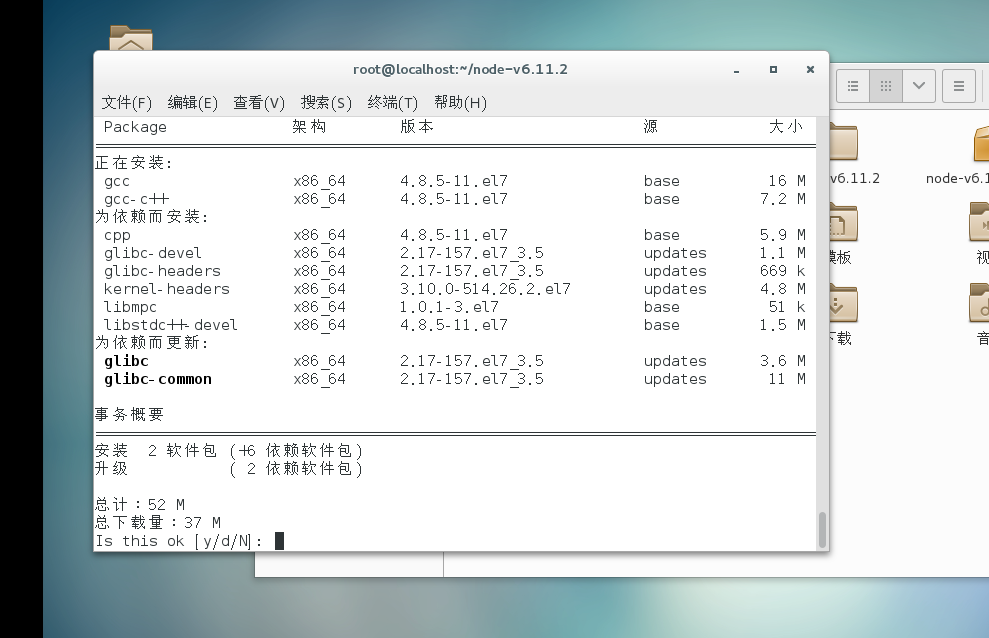 root@localhost:~/node-v6.11.2
文件(F) 编辑(E) 查看(V) 搜索(S) 终端(T) 帮助(H)
Package 架构 版本 源 大小
正在安装:
gcc x86_64 4.8.5-11.el7 base 16 M
gcc-c++ x86_64 4.8.5-11.el7 base 7.2 M
为依赖而安装:
cpp x86_64 4.8.5-11.el7 base 5.9 M
glibc-devel x86_64 2.17-157.el7_3.5 updates 1.1 M
glibc-headers x86_64 2.17-157.el7_3.5 updates 669 k
kernel-headers x86_64 3.10.0-514.26.2.el7 updates 4.8 M
libmpc x86_64 1.0.1-3.el7 base 51 k
libstdc++-devel x86_64 4.8.5-11.el7 base 1.5 M
为依赖而更新:
glibc x86_64 2.17-157.el7_3.5 updates 3.6 M
glibc-common x86_64 2.17-157.el7_3.5 updates 11 M
事务概要
安装 2 软件包 (+6 依赖软件包)
升级 ( 2 依赖软件包)
总计：52 M
总下载量：37 M
Is this ok [y/d/N]:
v6.11.2 node-v6.1
模板 视
下载 音